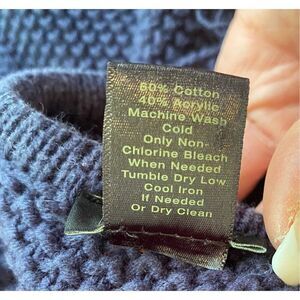 60% Cotton
40% Acrylic
Machine Wash
Cold
Only Non-
Chlorine Bleach
When Needed
Tumble Dry Low
Cool Iron
If Needed
Or Dry Clean